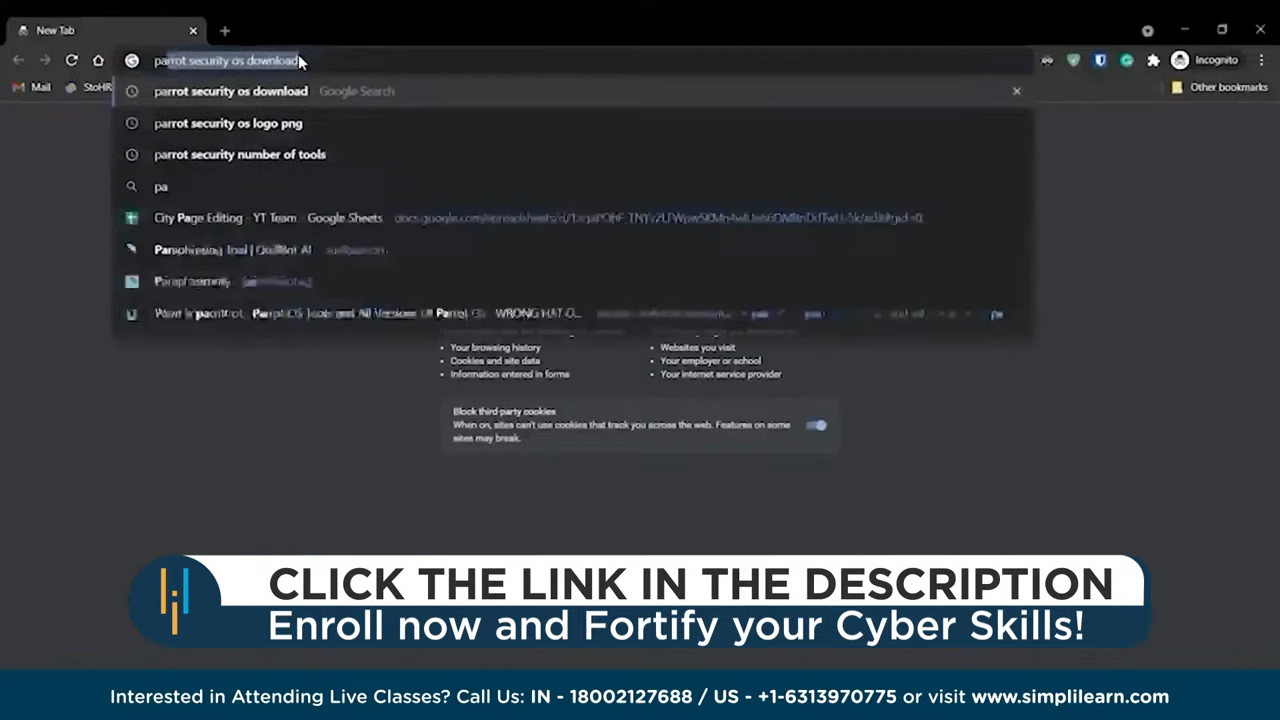 New Tab
parrot security os download
Incognito
Mail
StoHR
Other bookmarks
parrot security os download Google Search
parrot security os logo png
parrot security number of tools
pa
City Page Editing - YT Team - Google Sheets
Your browsing history
Cookies and site data
Information entered in forms
Websites you visit
Your employer or school
Your internet service provider
Block third-party cookies
When on, sites can't use cookies that track you across the web. Features on some
sites may break.
CLICK THE LINK IN THE DESCRIPTION
Enroll now and Fortify your Cyber Skills!
Interested in Attending Live Classes? Call Us: IN - 18002127688 / US - +1-6313970775 or visit www.simplilearn.com